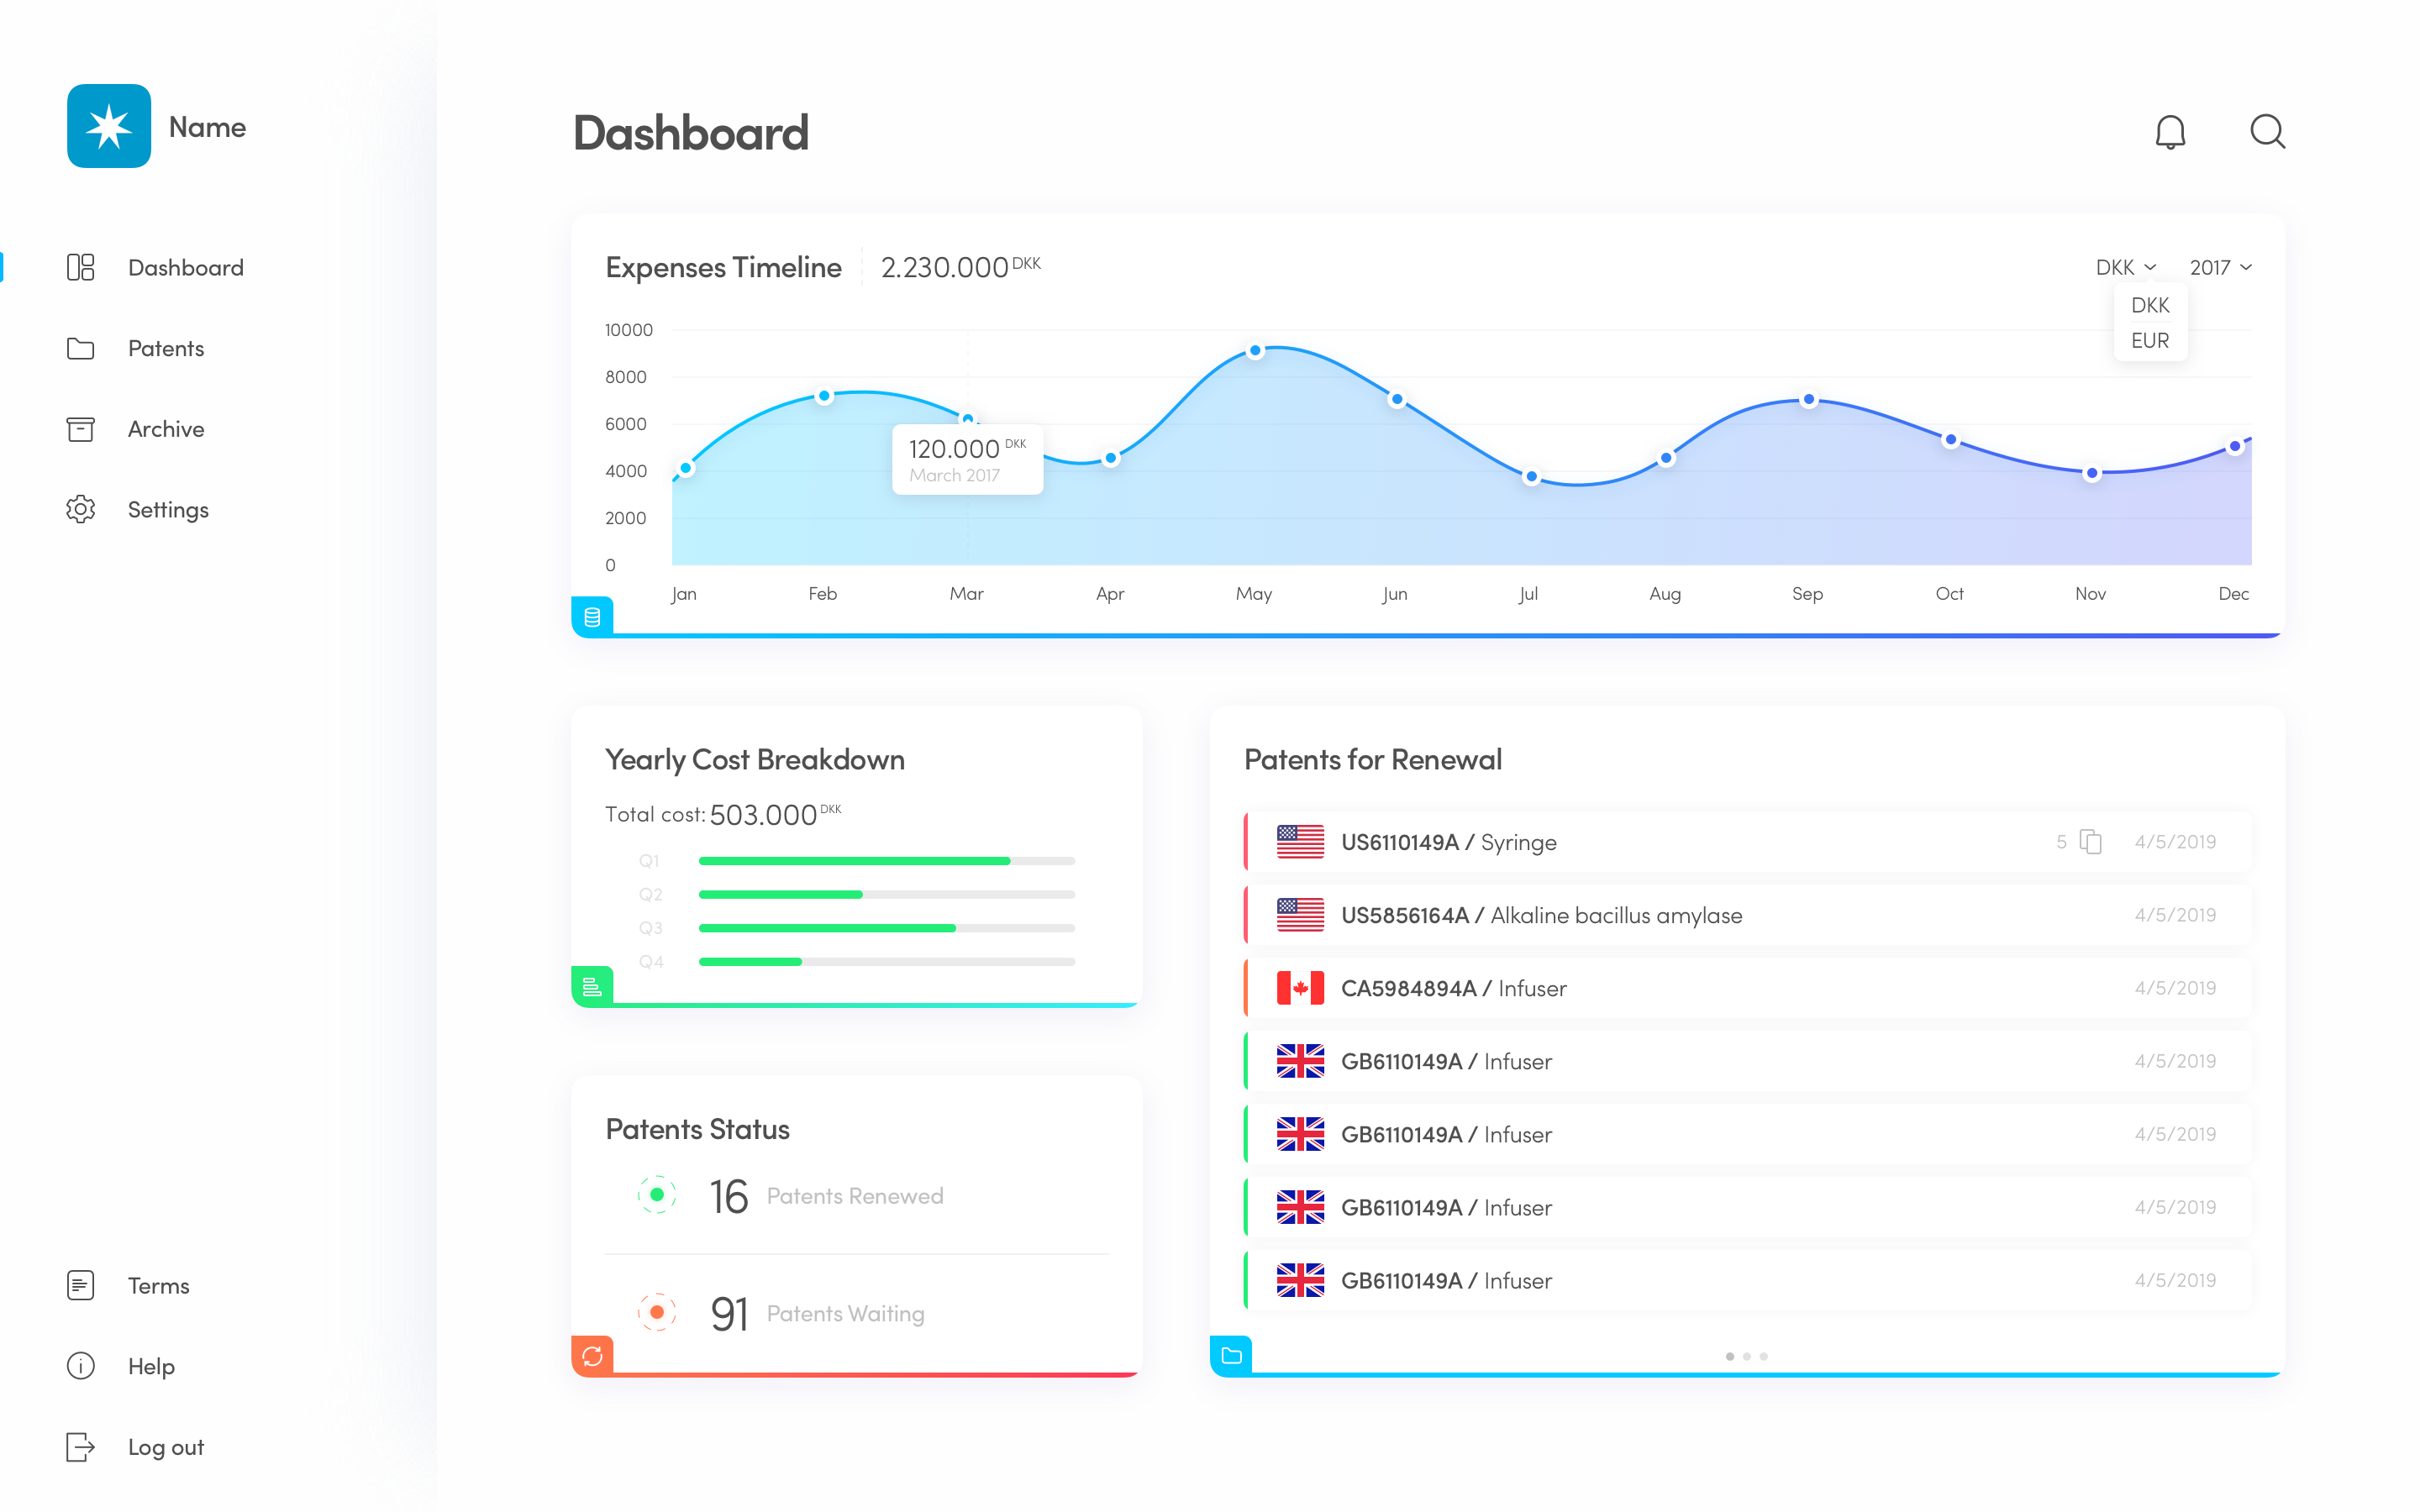 Name
Dashboard
Patents
Archive
Settings
Terms
Help
Log out
Dashboard
Expenses Timeline 2.230.000 DKK
DKK 2017
DKK
EUR
10000
8000
6000
4000
2000
0
120.000 DKK
March 2017
Jan Feb Mar Apr May Jun Jul Aug Sep Oct Nov Dec
Yearly Cost Breakdown
Total cost: 503.000 DKK
Q1
Q2
Q3
Q4
Patents Status
16 Patents Renewed
91 Patents Waiting
Patents for Renewal
US6110149A / Syringe 5 4/5/2019
US5856164A / Alkaline bacillus amylase 4/5/2019
CA5984894A / Infuser 4/5/2019
GB6110149A / Infuser 4/5/2019
GB6110149A / Infuser 4/5/2019
GB6110149A / Infuser 4/5/2019
GB6110149A / Infuser 4/5/2019